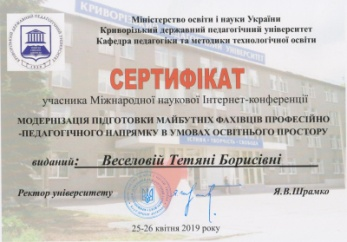 Міністерство освіти і науки України
Криворізький державний педагогічний університет
Кафедра педагогіки та методики технологічної освіти
СЕРТИФІКАТ
учасника Міжнародної наукової Інтернет-конференції
МОДЕРНІЗАЦІЯ ПІДГОТОВКИ МАЙБУТНІХ ФАХІВЦІВ ПРОФЕСІЙНО
-ПЕДАГОГІЧНОГО НАПРЯМКУ В УМОВАХ ОСВІТНЬОГО ПРОСТОРУ
виданий: Веселовій Тетяні Борисівні
Ректор університету Я.В.Шрамко
25-26 квітня 2019 року